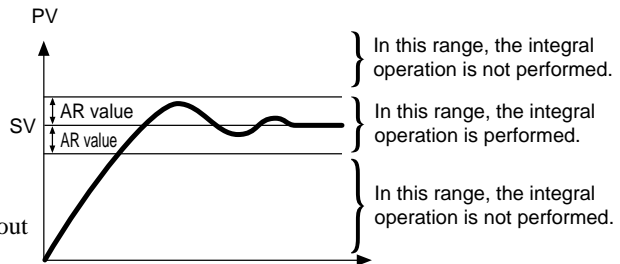 PV
In this range, the integral
operation is not performed.
AR value
SV
AR value
In this range, the integral
operation is performed.
In this range, the integral
operation is not performed.
out